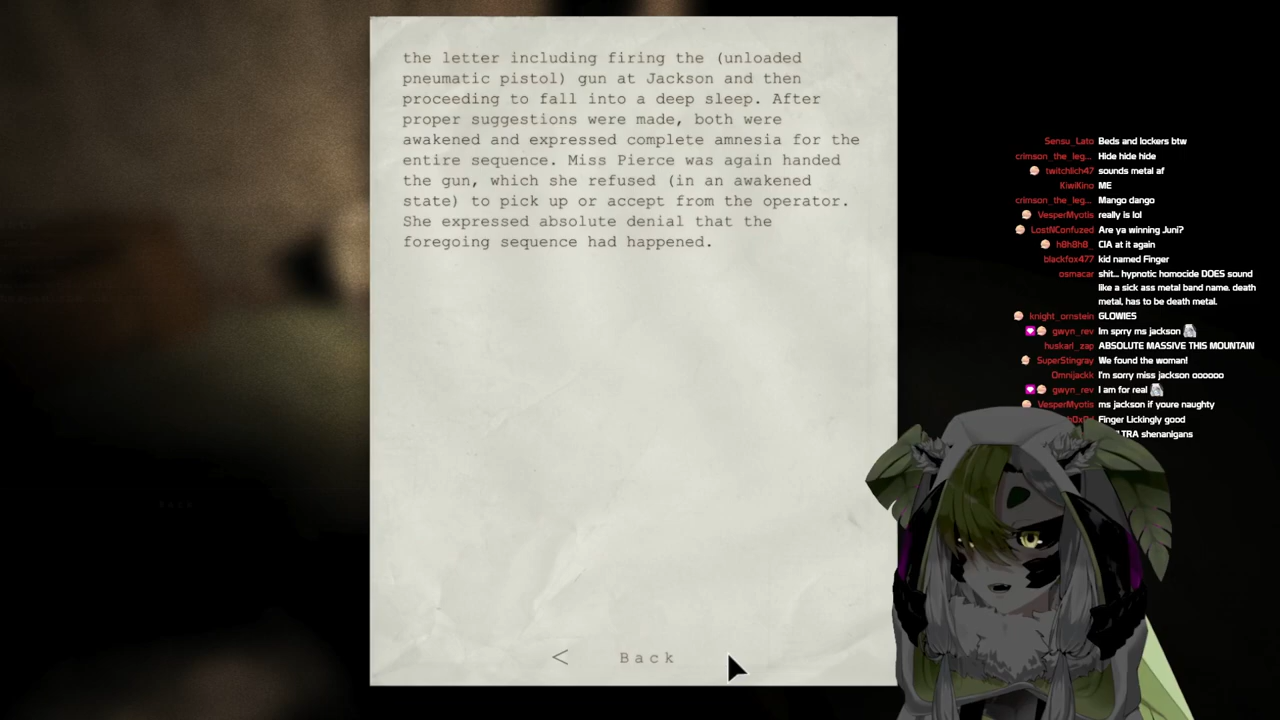 the letter including firing the (unloaded
pneumatic pistol) gun at Jackson and then
proceeding to fall into a deep sleep. After
proper suggestions were made, both were
awakened and expressed complete amnesia for the
entire sequence. Miss Pierce was again handed
the gun, which she refused (in an awakened
state) to pick up or accept from the operator.
She expressed absolute denial that the
foregoing sequence had happened.
< Back
Sensu_Lato Beds and lockers btw
crimson_the_leg... Hide hide hide
twitchlich47 sounds metal af
KiwiKino ME
crimson_the_leg... Mango dango
VesperMyotis really is lol
LostNConfuzed Are ya winning Juni?
h8h8h8_ CIA at it again
blackfox477 kid named Finger
osmacar shit... hypnotic homocide DOES sound
like a sick ass metal band name. death
metal, has to be death metal.
knight_ornstein GLOWIES
gwyn_rev Im sprry ms jackson
huskarl_zap ABSOLUTE MASSIVE THIS MOUNTAIN
SuperStingray We found the woman!
Omnijackk I'm sorry miss jackson oooooo
gwyn_rev I am for real
VesperMyotis ms jackson if youre naughty
Finger Lickingly good
shenanigans